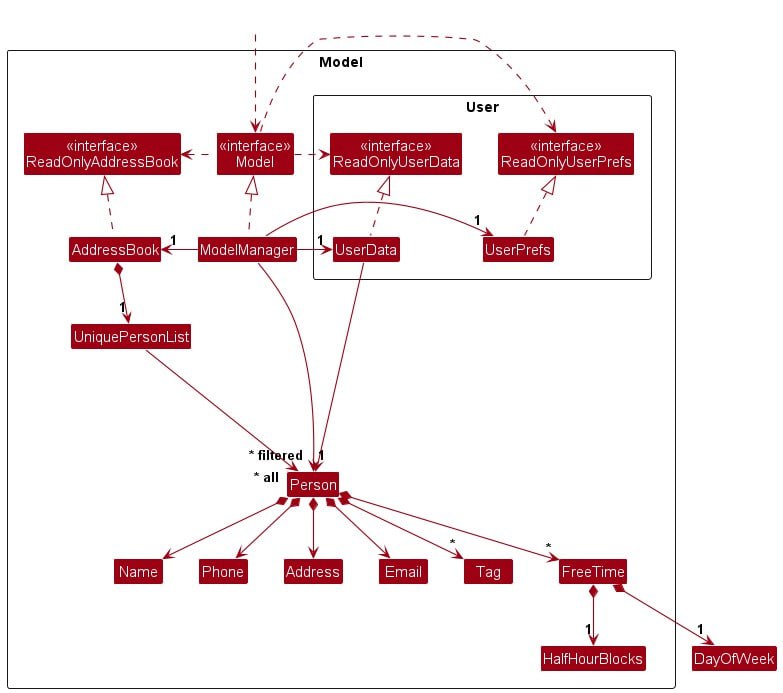 Model
User
«interface»
ReadOnlyAddressBook
«interface»
Model
«interface»
ReadOnlyUserData
«interface»
ReadOnlyUserPrefs
1
AddressBook
1
ModelManager
1
UserData
UserPrefs
1
UniquePersonList
* filtered
1
* all
Person
*
*
Name
Phone
Address
Email
Tag
FreeTime
1
1
HalfHourBlocks
DayOfWeek